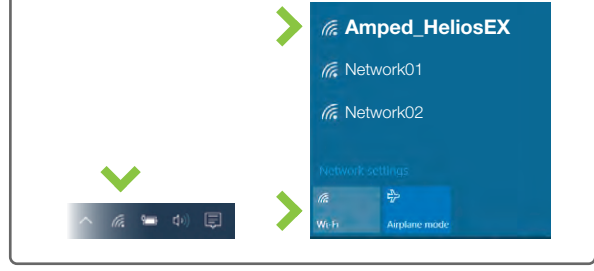 Amped_HeliosEX
Network01
Network02
Network settings
Wi-Fi
Airplane mode